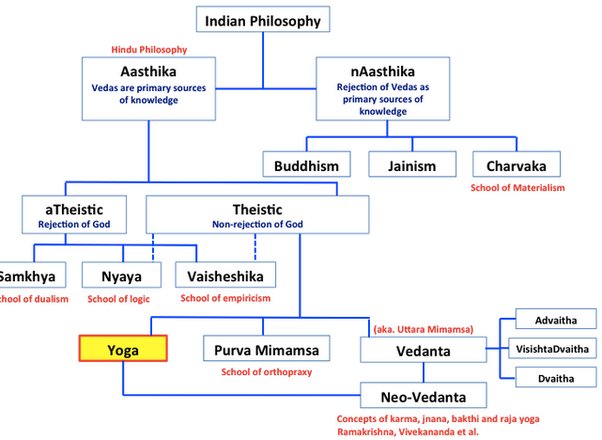 Indian Philosophy
Hindu Philosophy
Aasthika
Vedas are primary sources
of knowledge
nAasthika
Rejection of Vedas as
primary sources of
knowledge
Buddhism
Jainism
Charvaka
School of Materialism
aTheistic
Rejection of God
Theistic
Non-rejection of God
Samkhya
chool of dualism
Nyaya
School of logic
Vaisheshika
School of empiricism
Yoga
Purva Mimamsa
School of orthopraxy
(aka. Uttara Mimamsa)
Vedanta
Advaitha
VisishtaDvaitha
Dvaitha
Neo-Vedanta
Concepts of karma, jnana, bakthi and raja yoga
Ramakrishna, Vivekananda et al.